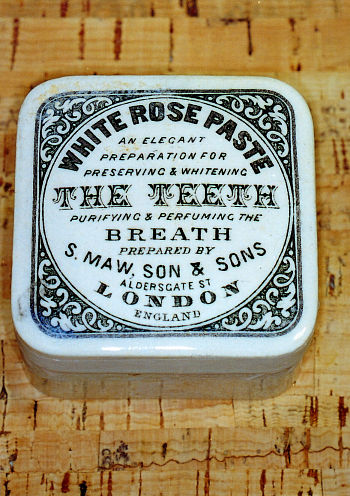 WHITE ROSE PASTE
AN ELEGANT
PREPARATION FOR
PRESERVING & WHITENING
THE TEETH
PURIFYING & PERFUMING THE
BREATH
PREPARED BY
S. MAW, SON & SONS
ALDERSGATE ST
LONDON
ENGLAND